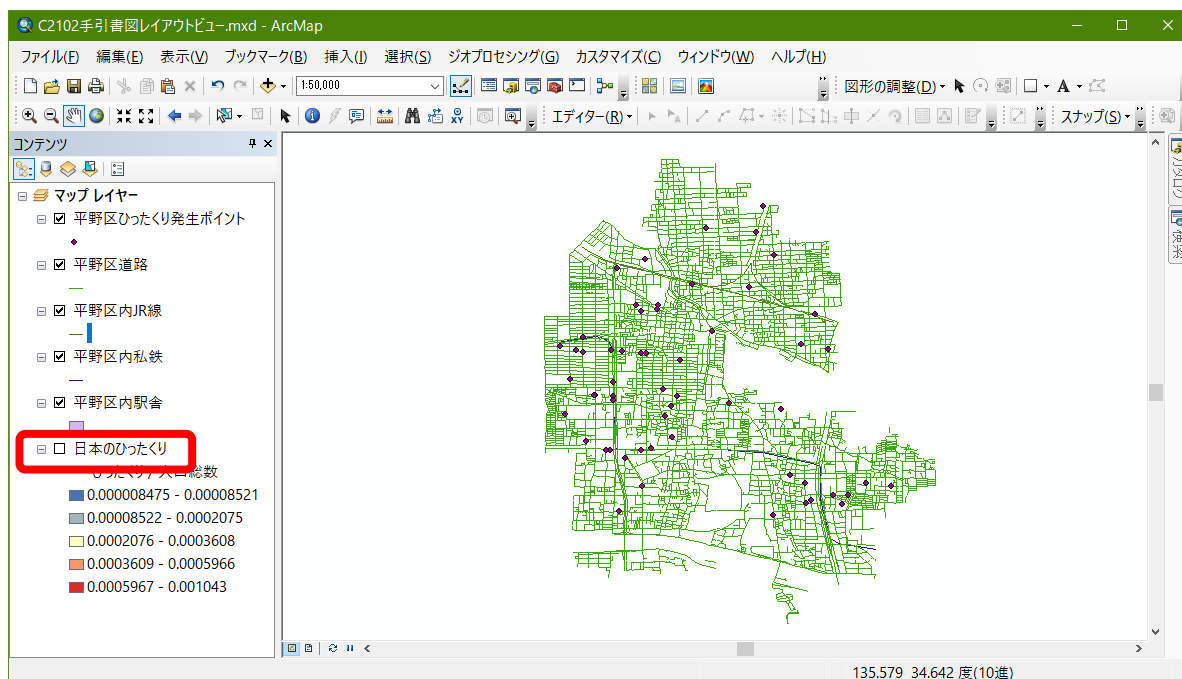 C2102手引書図レイアウトビュー.mxd - ArcMap
ファイル(F) 編集(E) 表示(V) ブックマーク(B) 挿入(I) 選択(S) ジオプロセシング(G) カスタマイズ(C) ウィンドウ(W) ヘルプ(H)
1:50,000 図形の調整(D) A
XY エディター(R) スナップ(S)
コンテンツ
マップ レイヤー
平野区ひったくり発生ポイント
平野区道路
平野区内JR線
平野区内私鉄
平野区内駅舎
日本のひったくり
ひったくり / 人口総数
0.000008475 - 0.00008521
0.00008522 - 0.0002075
0.0002076 - 0.0003608
0.0003609 - 0.0005966
0.0005967 - 0.001043
カタログ
検索
135.579 34.642 度(10進)